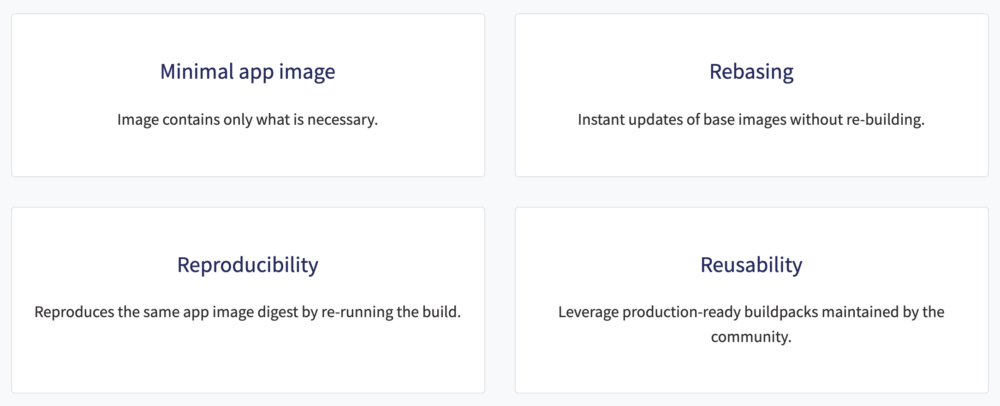 Minimal app image
Image contains only what is necessary.
Rebasing
Instant updates of base images without re-building.
Reproducibility
Reproduces the same app image digest by re-running the build.
Reusability
Leverage production-ready buildpacks maintained by the
community.